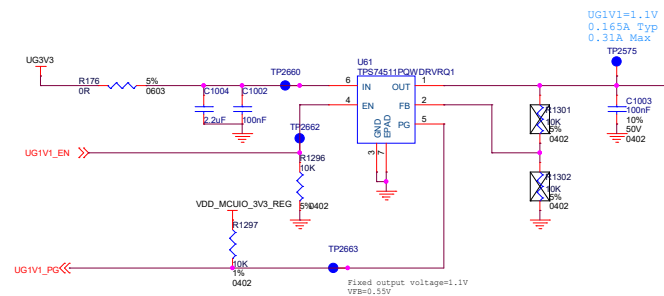 UG1V1=1.1V
0.165A Typ
0.31A Max
TP2575
UG3V3
R176
0R
5%
0603
C1004
2.2uF
C1002
100nF
TP2660
U61
TPS74511PQWDRVRQ1
6
IN
OUT
1
4
EN
FB
2
PG
5
GND
EPAD
3
7
TP2662
R1301
10K
5%
0402
C1003
100nF
10%
50V
0402
UG1V1_EN
R1296
10K
5%
0402
R1302
10K
5%
0402
VDD_MCUIO_3V3_REG
R1297
10K
1%
0402
TP2663
UG1V1_PG
Fixed output voltage=1.1V
VFB=0.55V